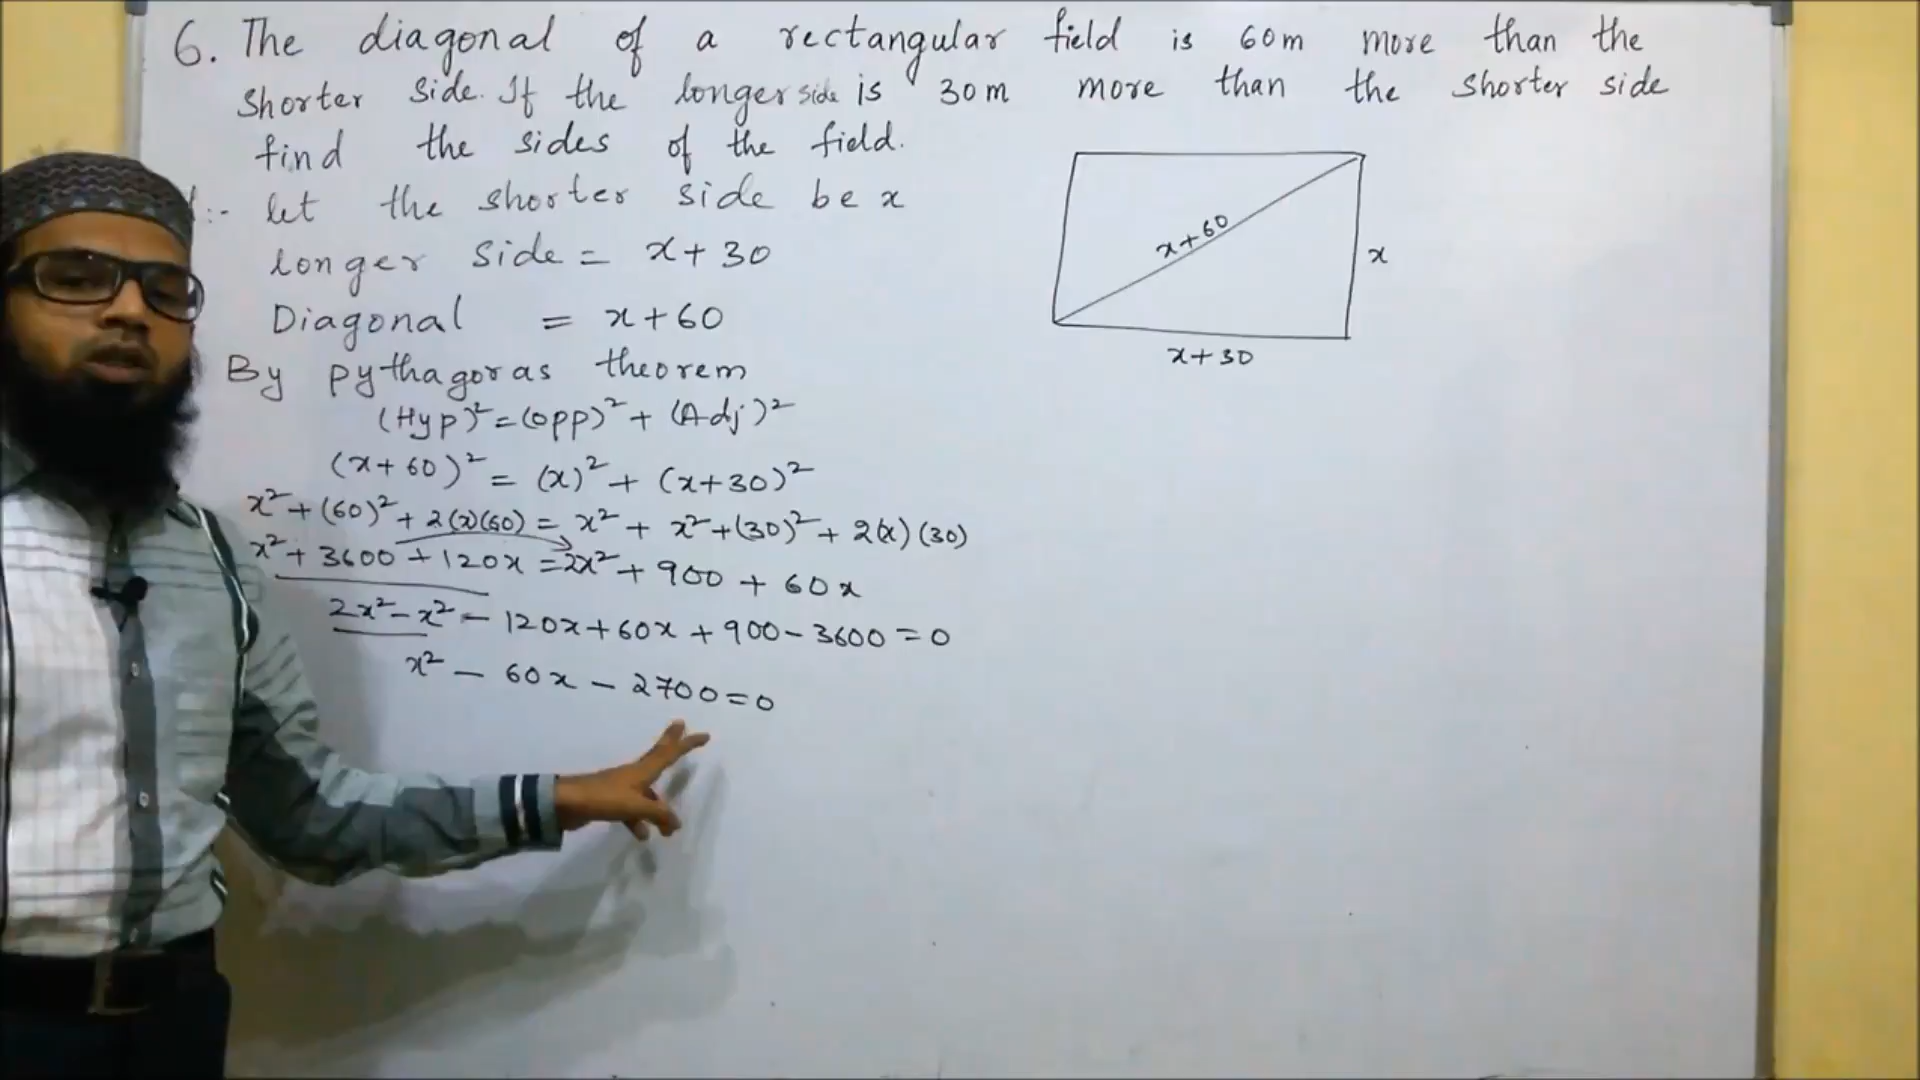 6. The diagonal of a rectangular field is 60m more than the
shorter side. If the longer side is 30m more than the shorter side
find the sides of the field.
:- let the shorter side be x
longer side = x+30
Diagonal = x+60
By pythagoras theorem
(Hyp)² = (opp)² + (Adj)²
(x+60)² = (x)² + (x+30)²
x² + (60)² + 2(x)(60) = x² + x² + (30)² + 2(x)(30)
x² + 3600 + 120x = 2x² + 900 + 60x
2x² - x² - 120x + 60x + 900 - 3600 = 0
x² - 60x - 2700 = 0
x+60
x
x+30